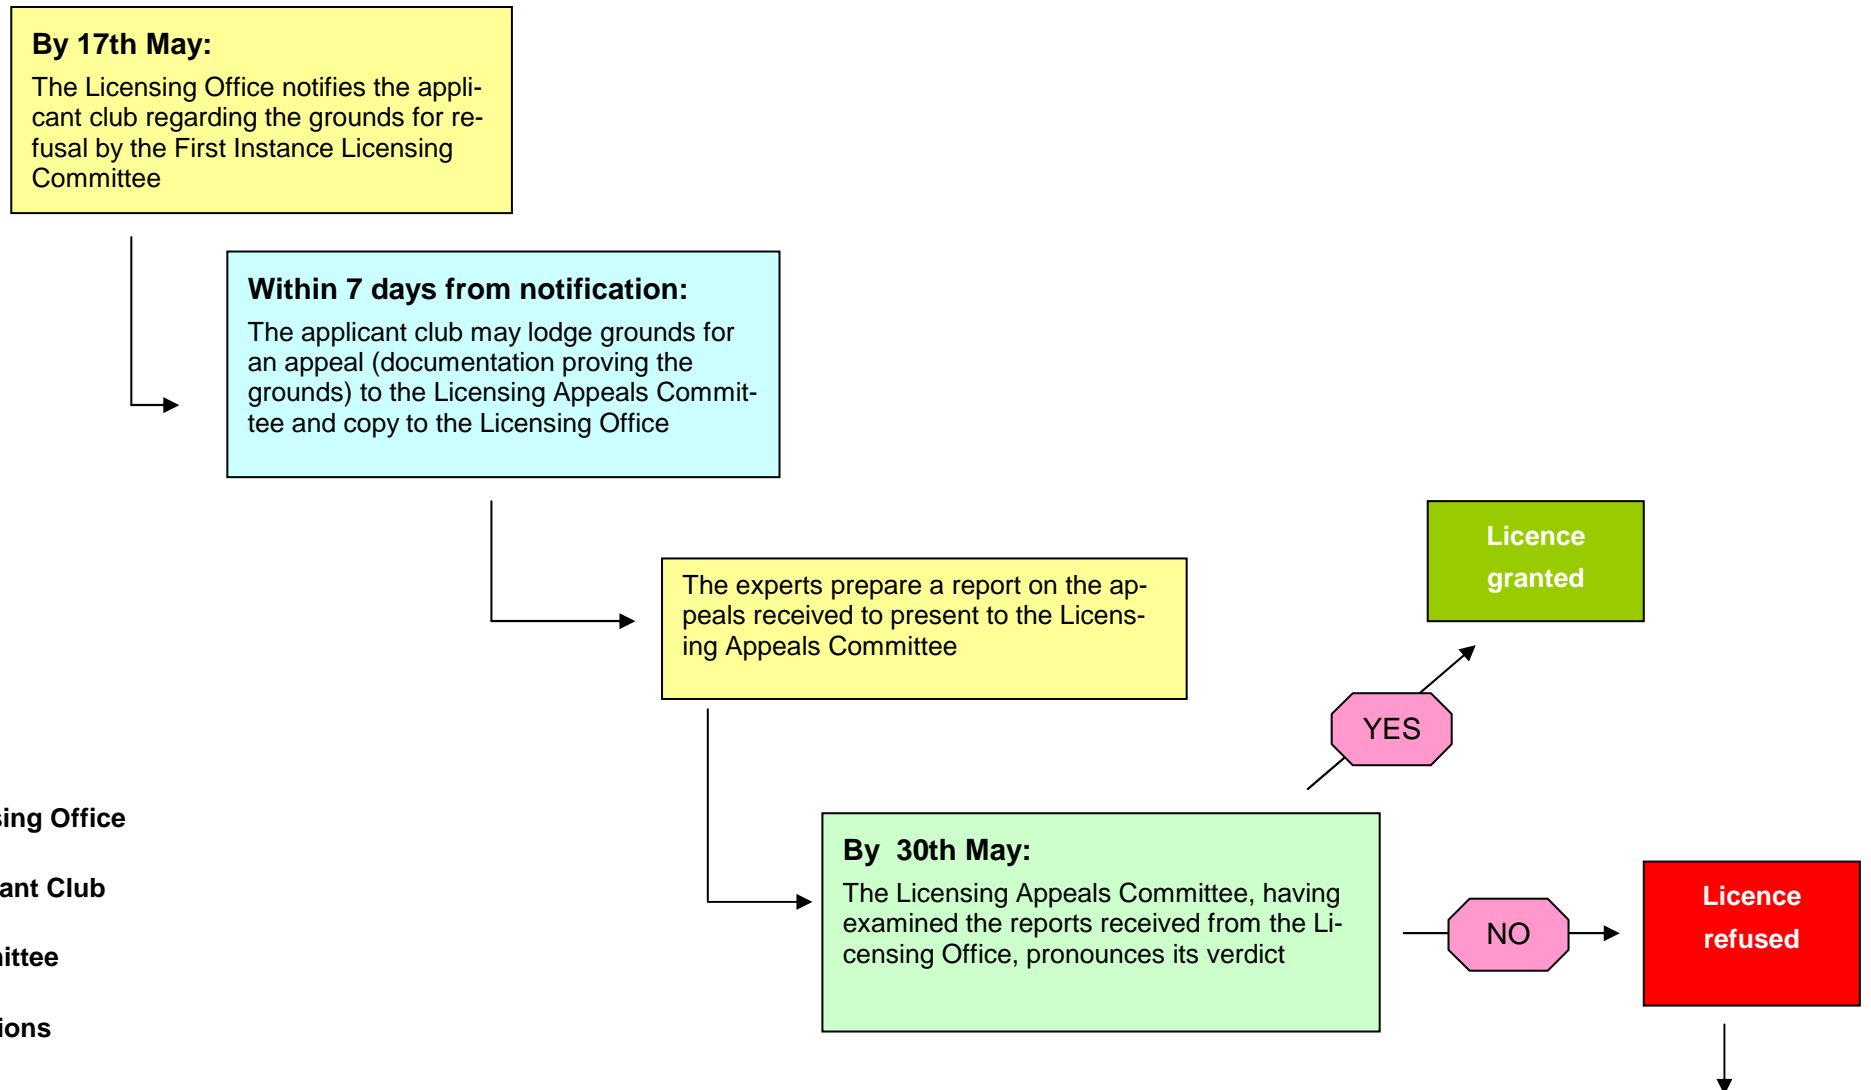 By 17th May:
The Licensing Office notifies the appli-
cant club regarding the grounds for re-
fusal by the First Instance Licensing
Committee
Within 7 days from notification:
The applicant club may lodge grounds for
an appeal (documentation proving the
grounds) to the Licensing Appeals Commit-
tee and copy to the Licensing Office
The experts prepare a report on the ap-
peals received to present to the Licens-
ing Appeals Committee
Licence
granted
YES
By  30th May:
The Licensing Appeals Committee, having
examined the reports received from the Li-
censing Office, pronounces its verdict
NO
Licence
refused
sing Office
ant Club
ittee
ions